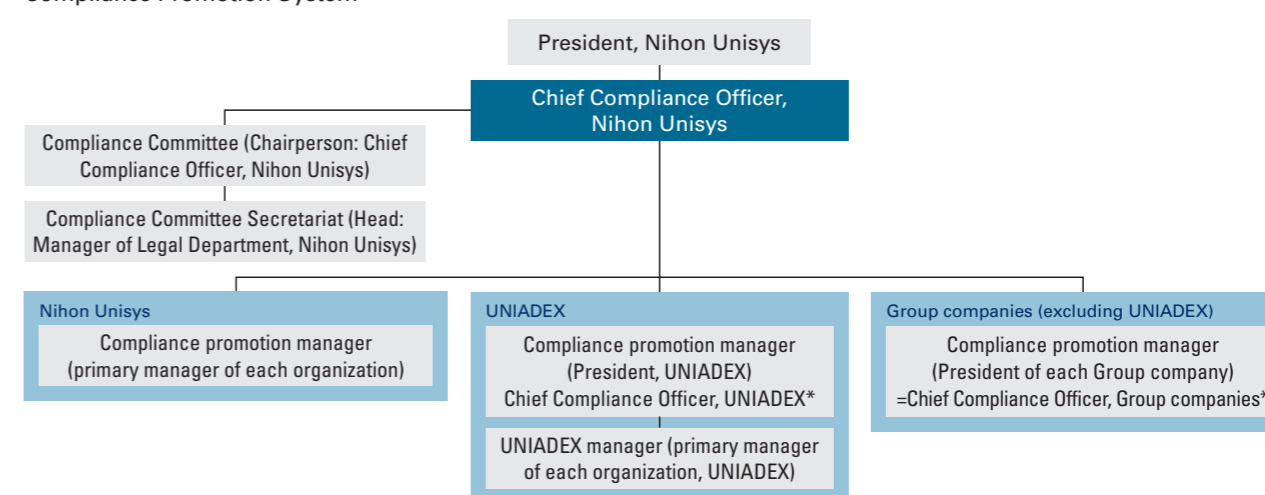 Compliance Promotion System
President, Nihon Unisys
Chief Compliance Officer,
Nihon Unisys
Compliance Committee (Chairperson: Chief
Compliance Officer, Nihon Unisys)
Compliance Committee Secretariat (Head:
Manager of Legal Department, Nihon Unisys)
Nihon Unisys
Compliance promotion manager
(primary manager of each organization)
UNIADEX
Compliance promotion manager
(President, UNIADEX)
Chief Compliance Officer, UNIADEX*
UNIADEX manager (primary manager
of each organization, UNIADEX)
Group companies (excluding UNIADEX)
Compliance promotion manager
(President of each Group company)
=Chief Compliance Officer, Group companies*